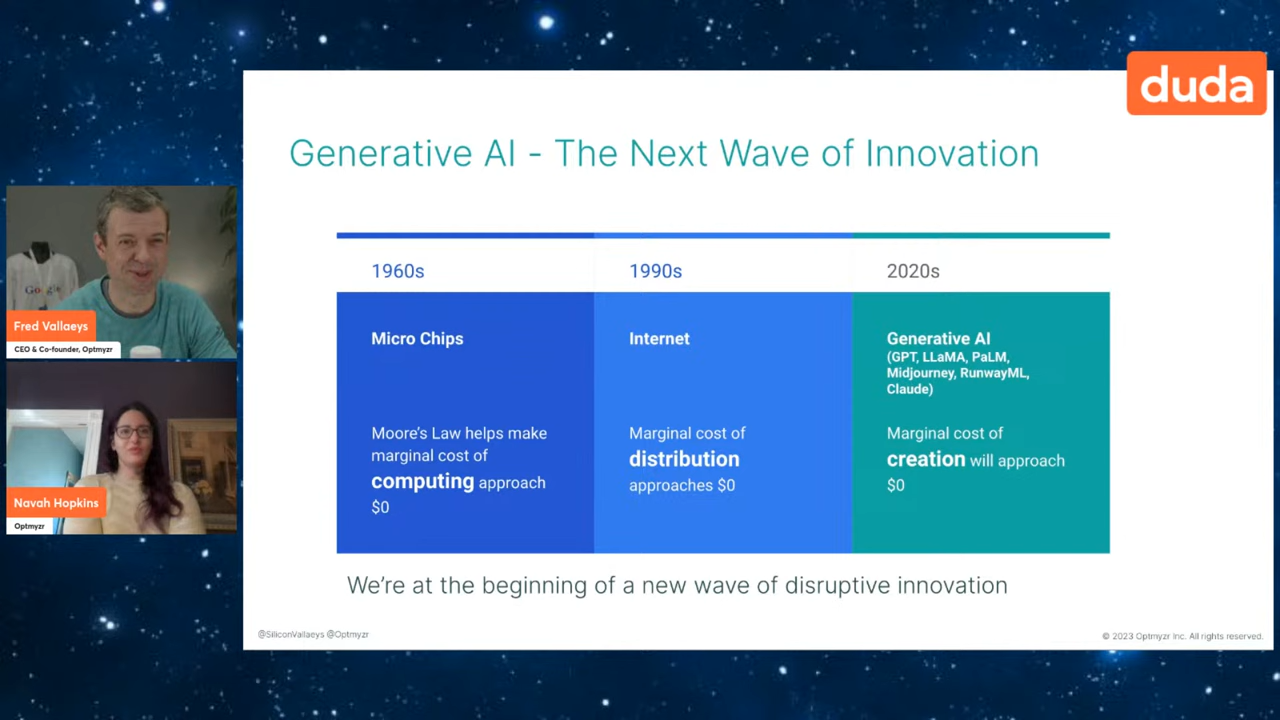 duda
Generative AI - The Next Wave of Innovation
1960s
Micro Chips
Moore's Law helps make
marginal cost of
computing approach
$0
1990s
Internet
Marginal cost of
distribution
approaches $0
2020s
Generative AI
(GPT, LLaMA, PaLM,
Midjourney, RunwayML,
Claude)
Marginal cost of
creation will approach
$0
We're at the beginning of a new wave of disruptive innovation
@SiliconVallaeys @Optmyzr
© 2023 Optmyzr Inc. All rights reserved.
Google
Fred Vallaeys
CEO & Co-founder, Optmyzr
Navah Hopkins
Optmyzr